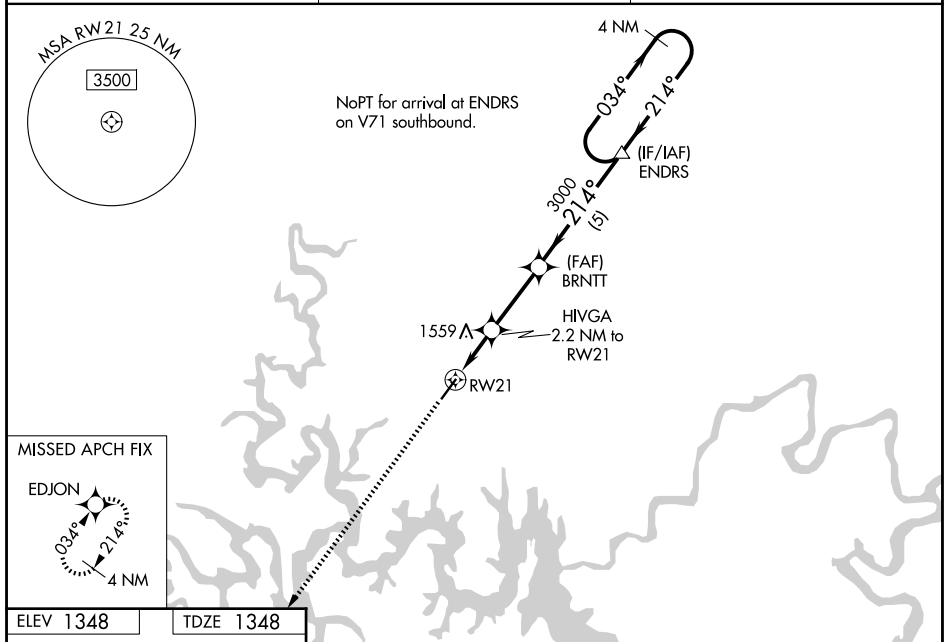 MSA RW21 25 NM
3500
NoPT for arrival at ENDRS
on V71 southbound.
4 NM
034°
214°
(IF/IAF)
ENDRS
3000
214°
(5)
(FAF)
BRNTT
HIVGA
2.2 NM to
RW21
1559
RW21
MISSED APCH FIX
EDJON
034°
214°
4 NM
ELEV 1348
TDZE 1348